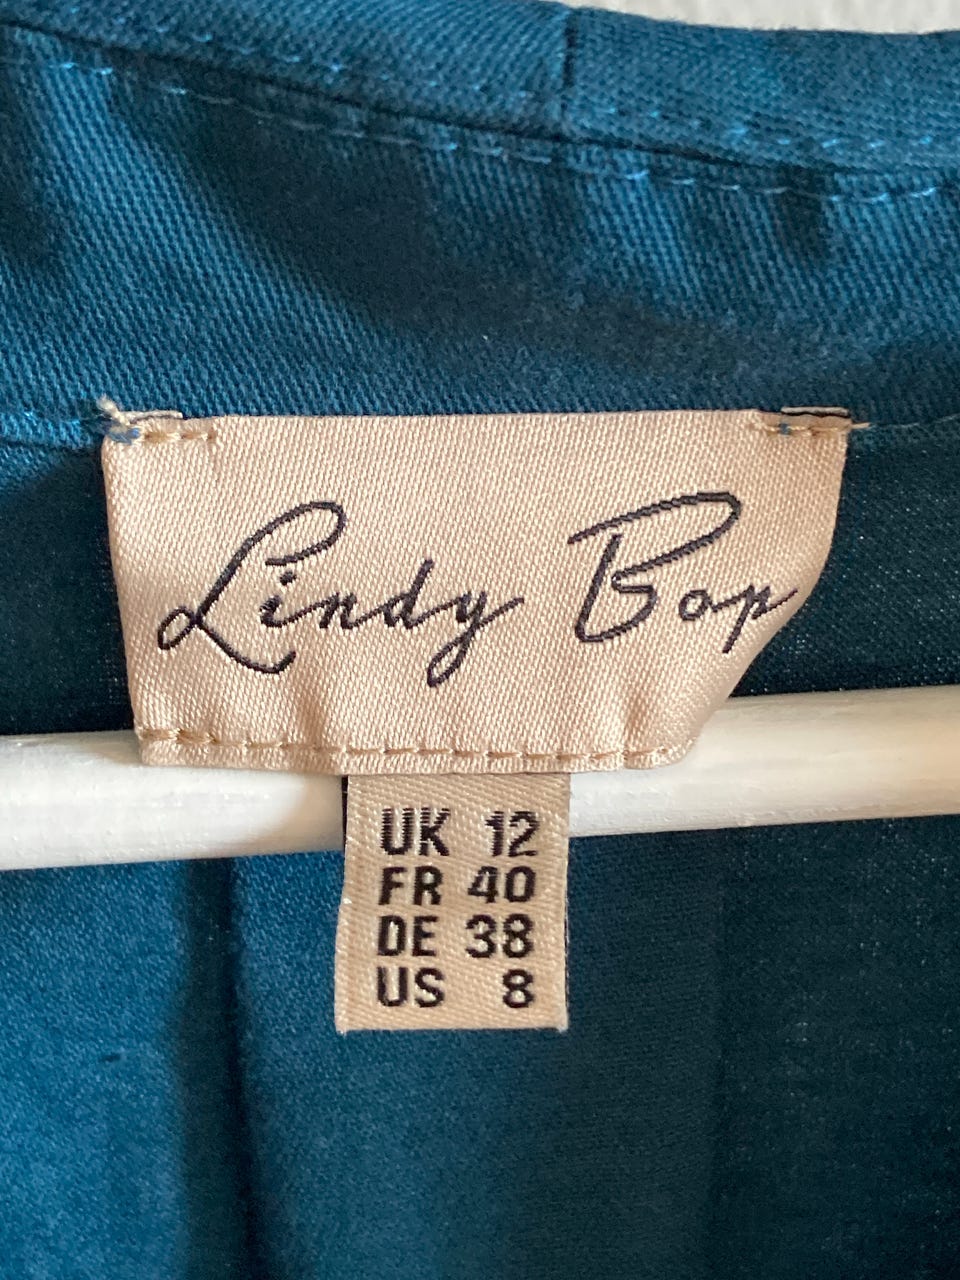 Lindy Bop
UK 12
FR 40
DE 38
US 8